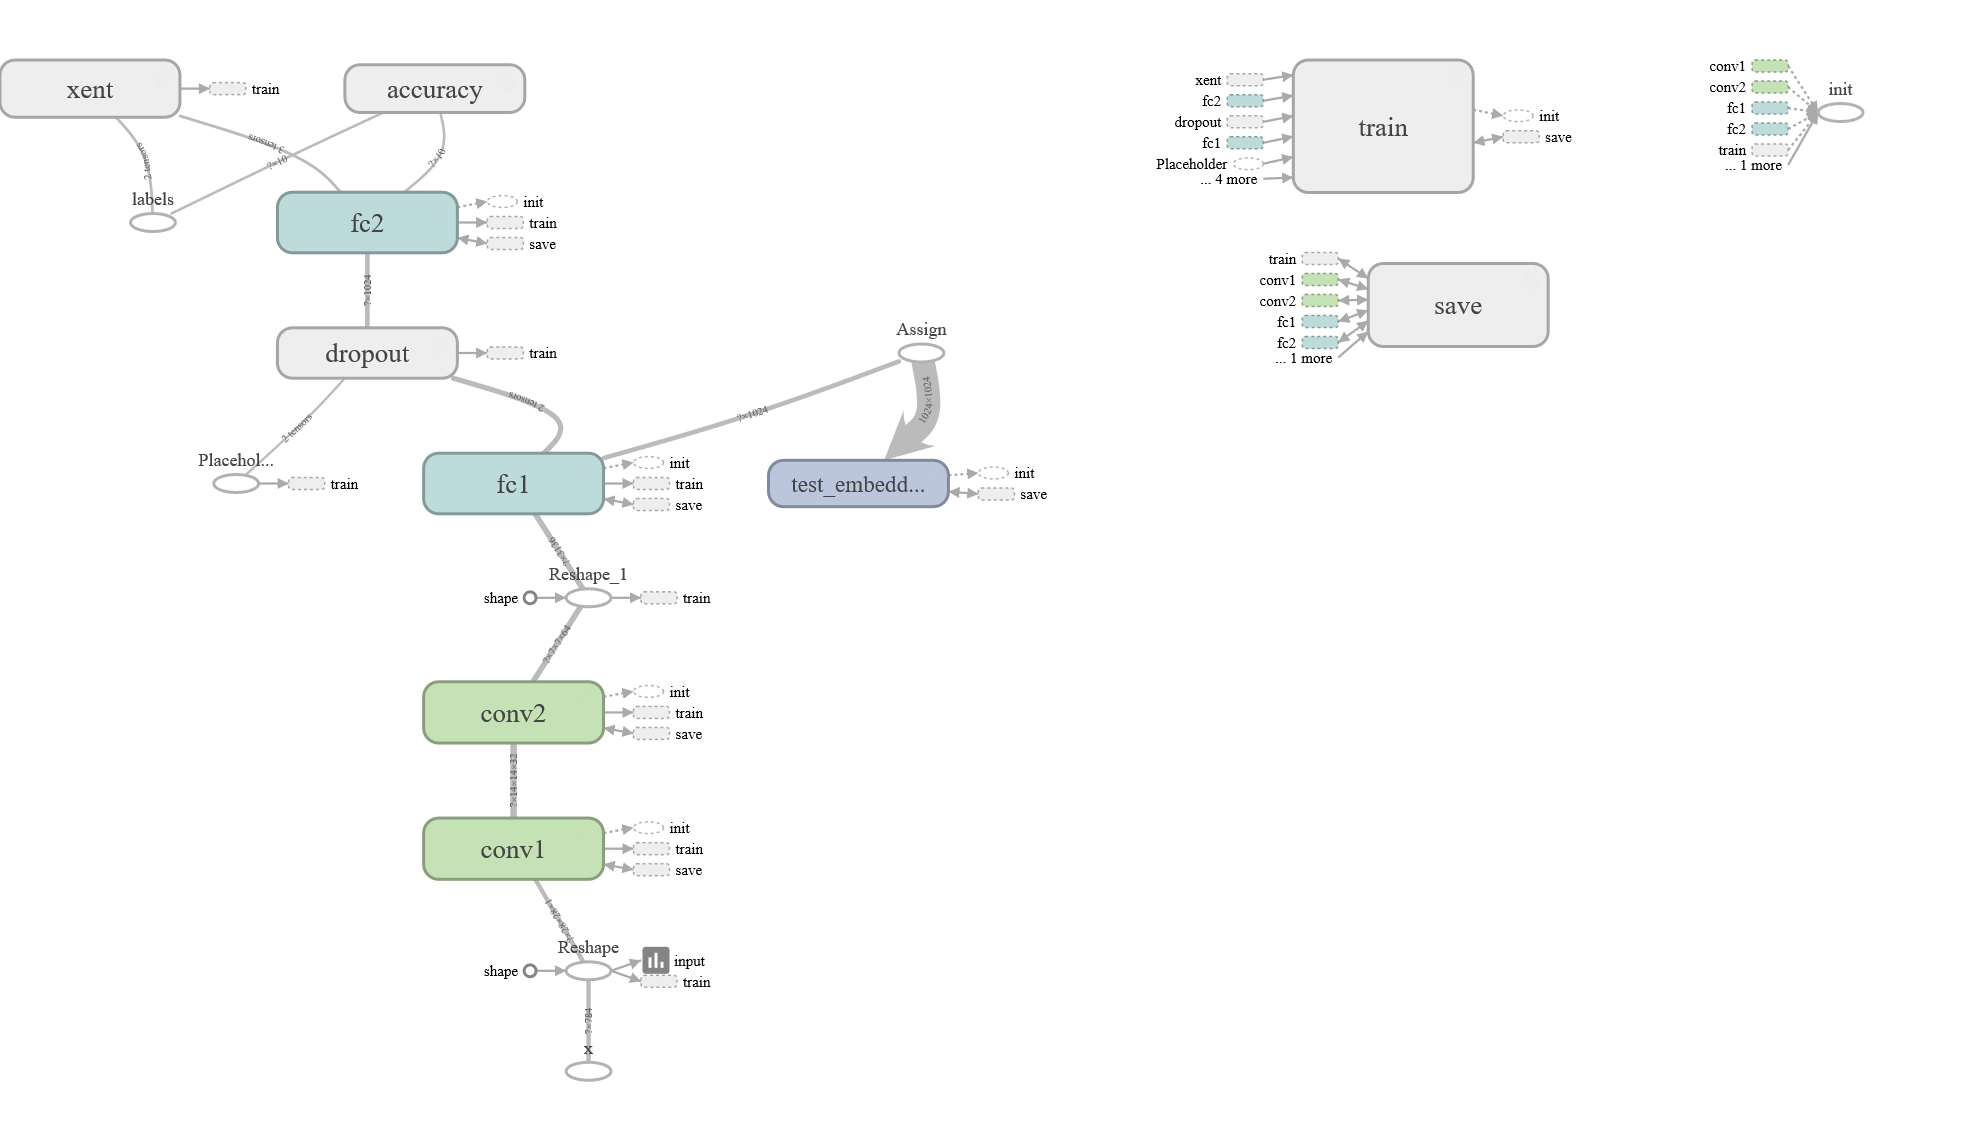 xent
train
accuracy
3 tensors
2 tensors
?×10
?×10
labels
fc2
init
train
save
?×1024
dropout
train
2 tensors
2 tensors
Placehol...
train
Assign
?×1024
1024×1024
fc1
init
train
save
test_embedd...
init
save
?×3136
Reshape_1
shape
train
?×7×7×64
conv2
init
train
save
?×14×14×32
conv1
init
train
save
?×28×28×1
Reshape
shape
input
train
?×784
x
xent
fc2
dropout
fc1
Placeholder
... 4 more
train
init
save
conv1
conv2
fc1
fc2
train
... 1 more
init
train
conv1
conv2
fc1
fc2
... 1 more
save